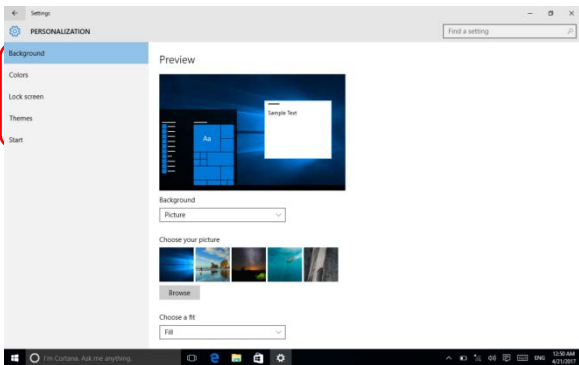 Settings
PERSONALIZATION
Find a setting
Background
Colors
Lock screen
Themes
Start
Preview
Sample Text
Aa
Background
Picture
Choose your picture
Browse
Choose a fit
Fill
I'm Cortana. Ask me anything.
ENG
12:50 AM
4/21/2017